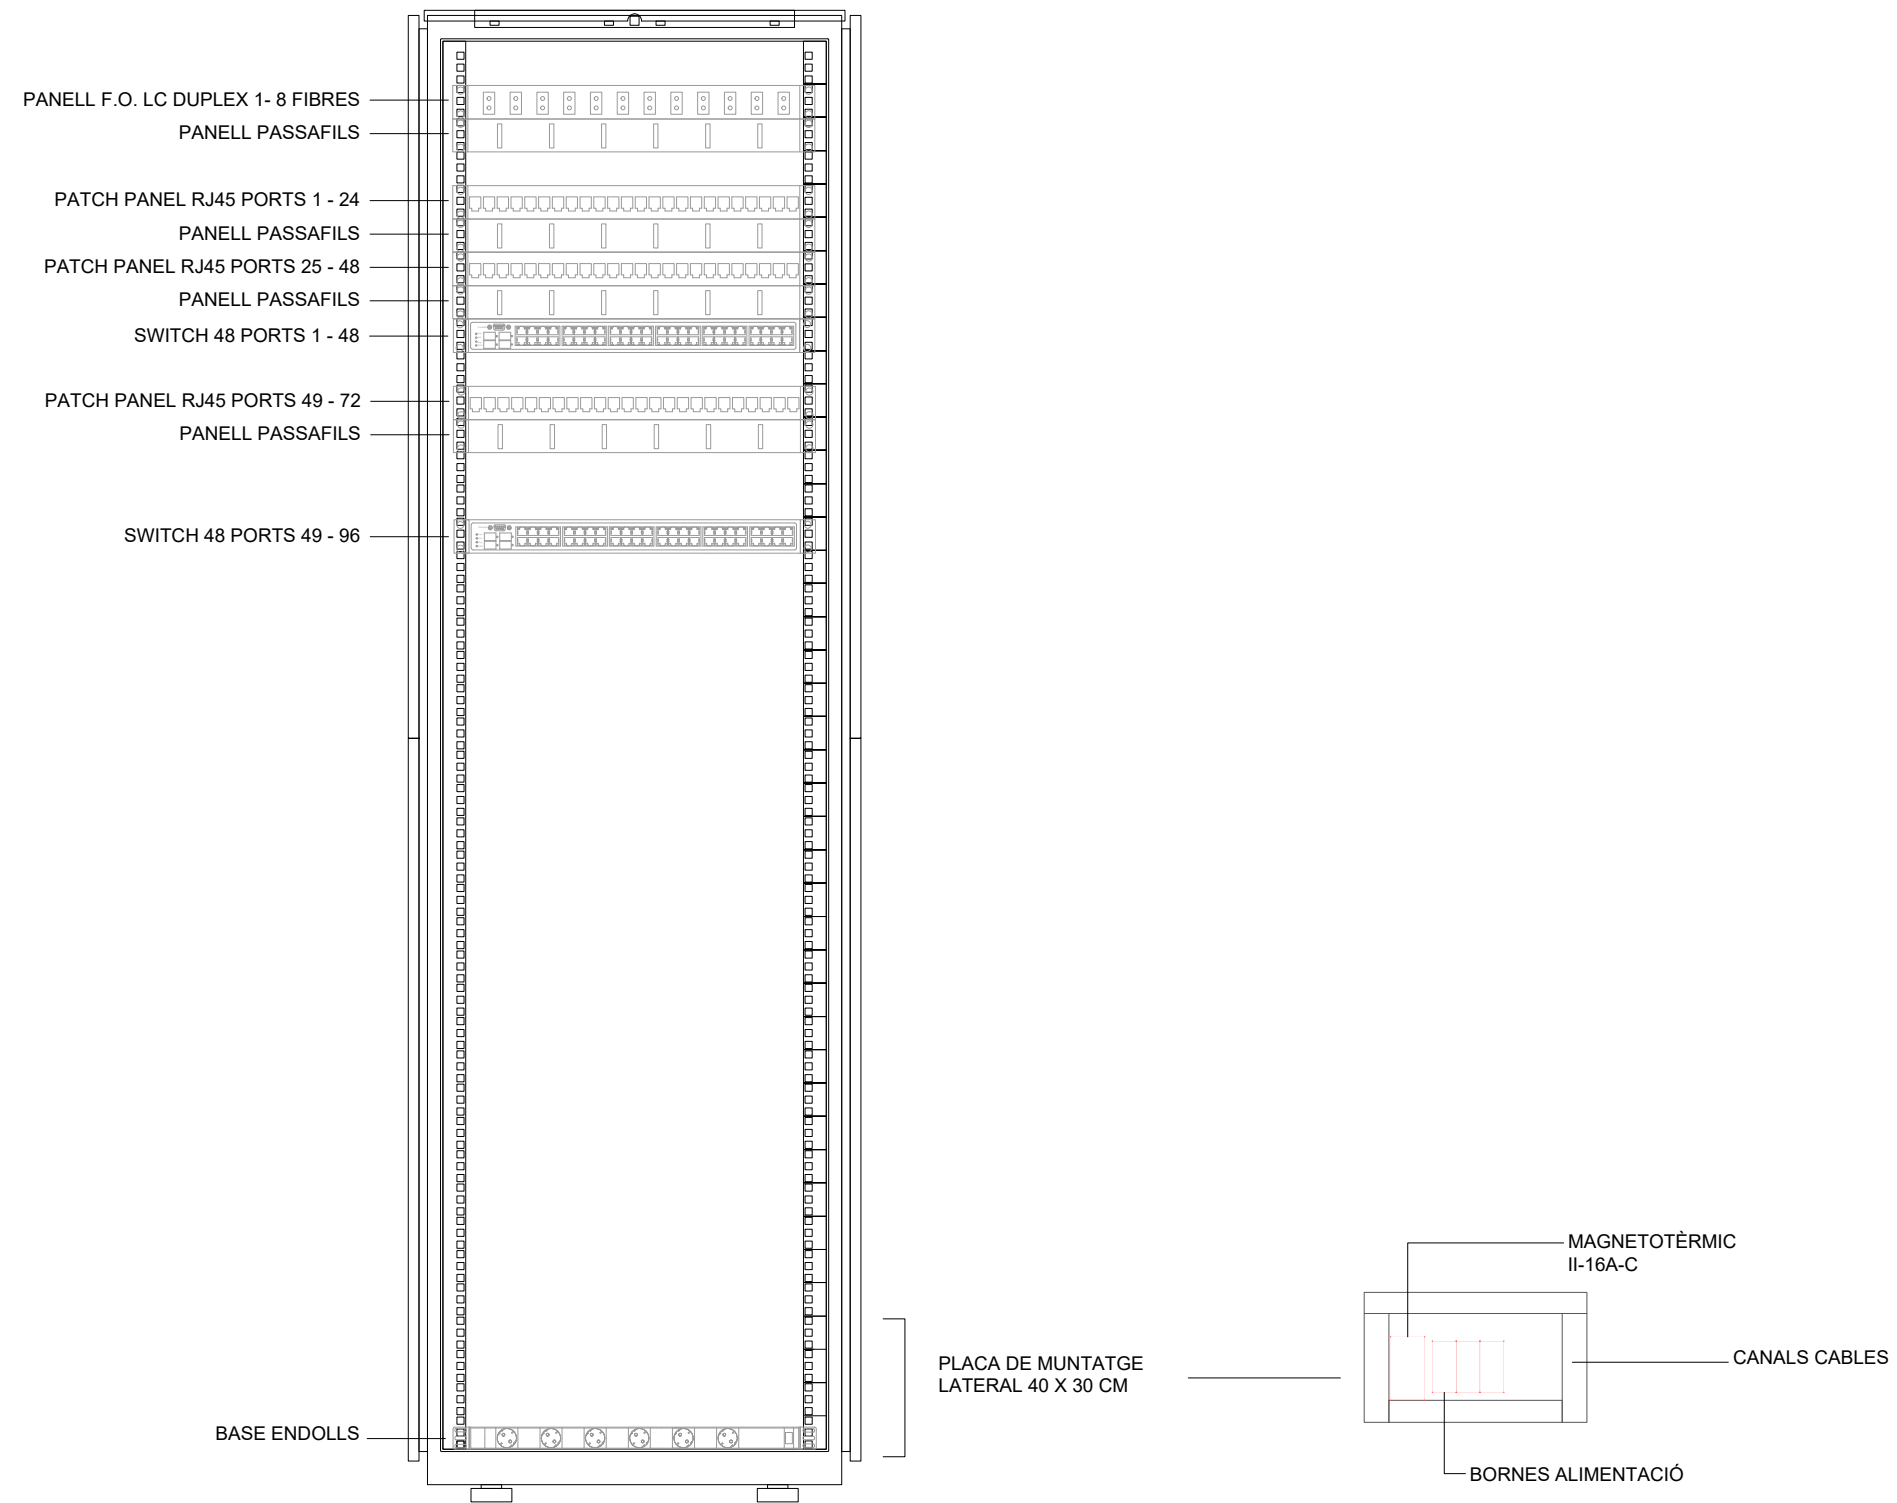 PANELL F.O. LC DUPLEX 1- 8 FIBRES
PANELL PASSAFILS
PATCH PANEL RJ45 PORTS 1 - 24
PANELL PASSAFILS
PATCH PANEL RJ45 PORTS 25 - 48
PANELL PASSAFILS
SWITCH 48 PORTS 1 - 48
PATCH PANEL RJ45 PORTS 49 - 72
PANELL PASSAFILS
SWITCH 48 PORTS 49 - 96
BASE ENDOLLS
PLACA DE MUNTATGE
LATERAL 40 X 30 CM
MAGNETOTÈRMIC
II-16A-C
CANALS CABLES
BORNES ALIMENTACIÓ